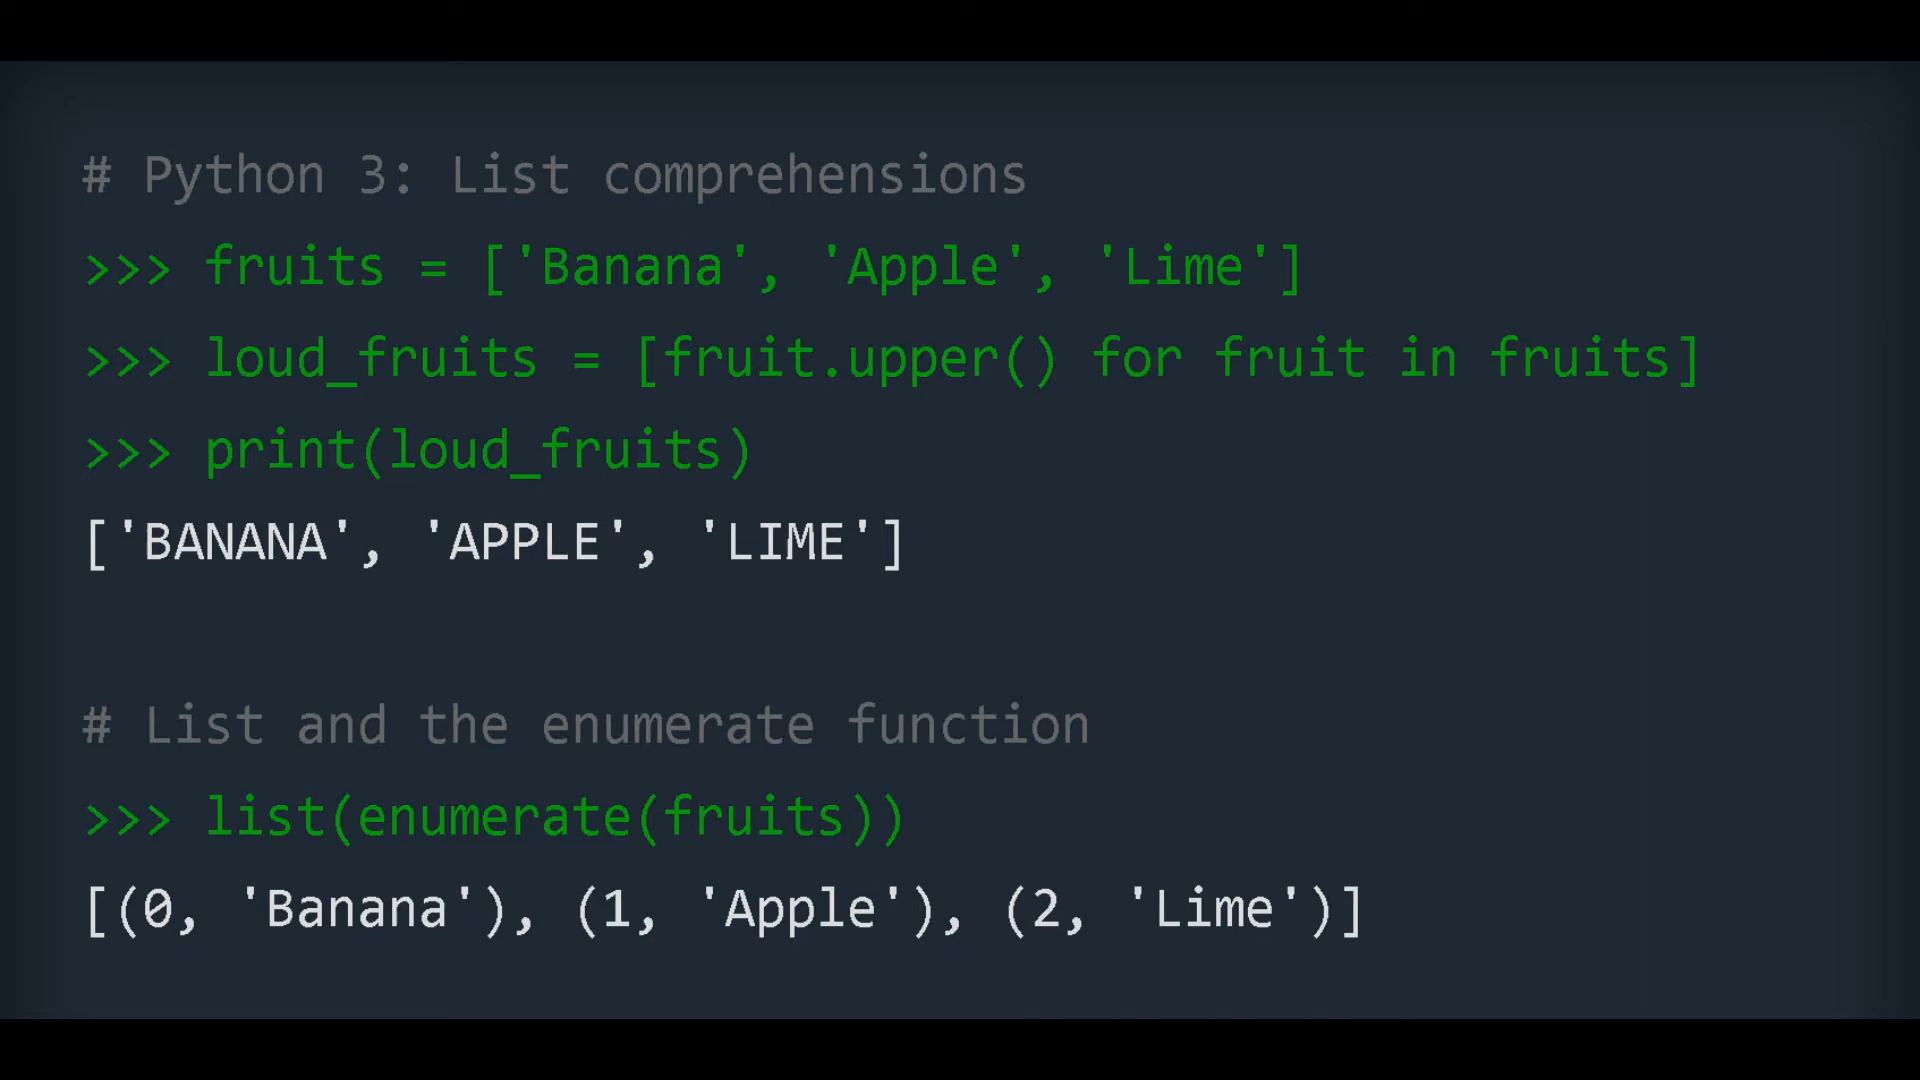 # Python 3: List comprehensions
>>> fruits = ['Banana', 'Apple', 'Lime']
>>> loud_fruits = [fruit.upper() for fruit in fruits]
>>> print(loud_fruits)
['BANANA', 'APPLE', 'LIME']
# List and the enumerate function
>>> list(enumerate(fruits))
[(0, 'Banana'), (1, 'Apple'), (2, 'Lime')]